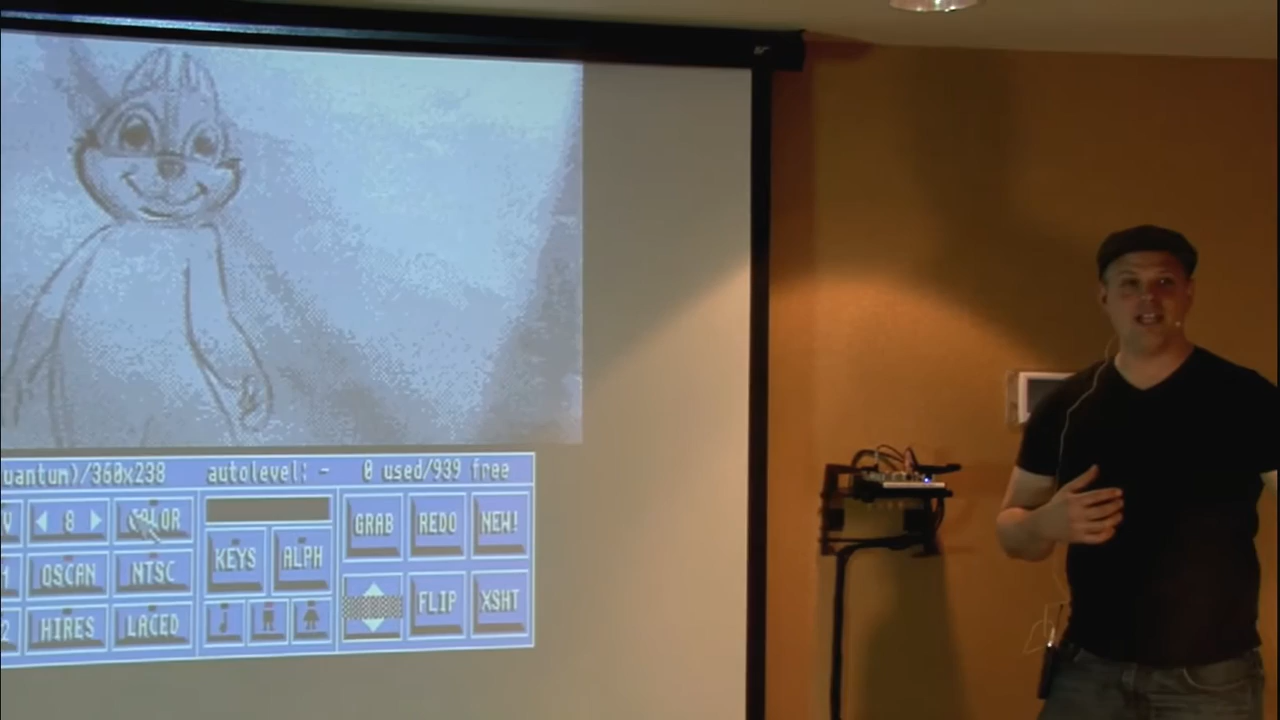 uantum)/360x238 autolevel: - 0 used/939 free
V 8 COLOR GRAB REDO NEW!
KEYS ALPH
OSCAN NTSC
FLIP XSHT
2 HIRES LACED